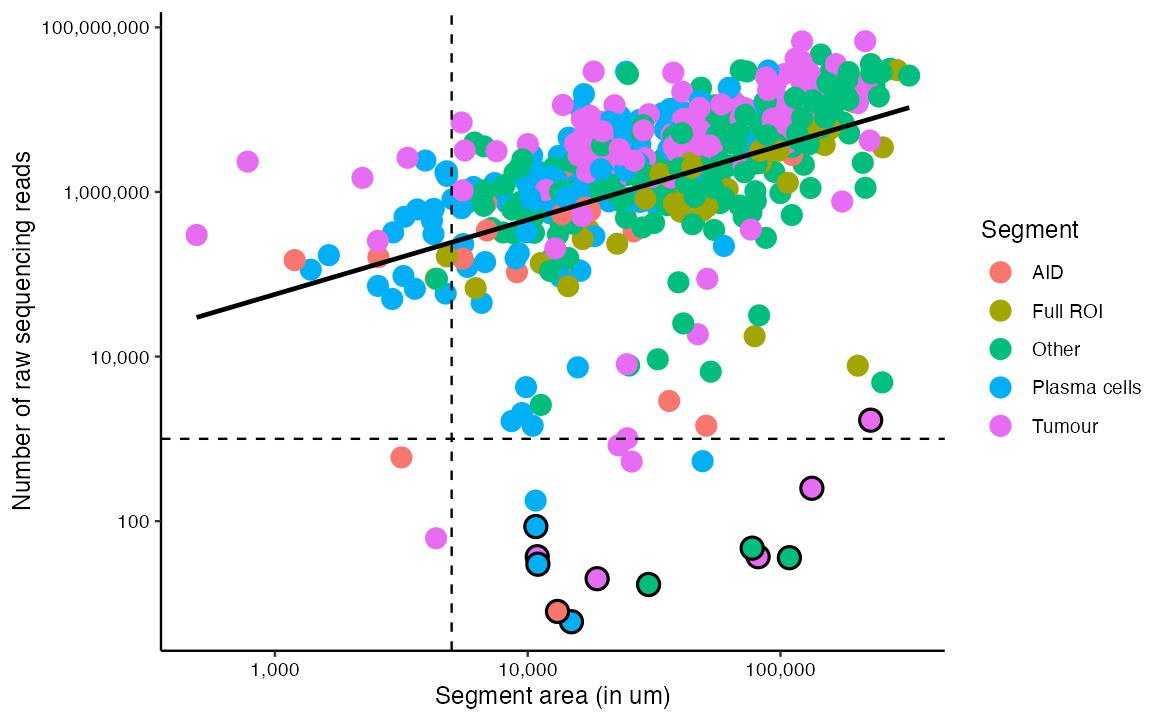 Number of raw sequencing reads
100,000,000
1,000,000
10,000
100
1,000
10,000
100,000
Segment area (in um)
Segment
AID
Full ROI
Other
Plasma cells
Tumour